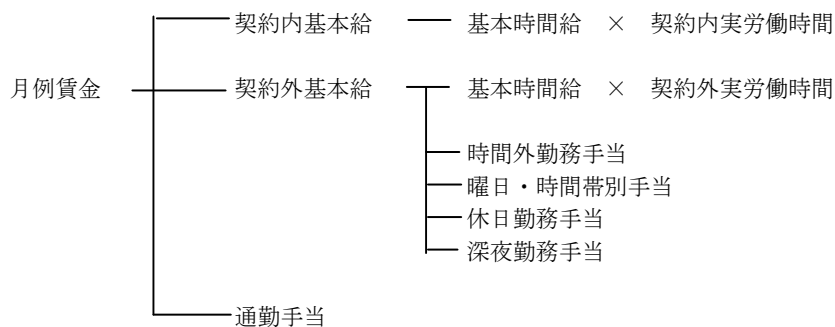 契約内基本給 基本時間給 × 契約内実労働時間
月例賃金 契約外基本給 基本時間給 × 契約外実労働時間
時間外勤務手当
曜日・時間帯別手当
休日勤務手当
深夜勤務手当
通勤手当